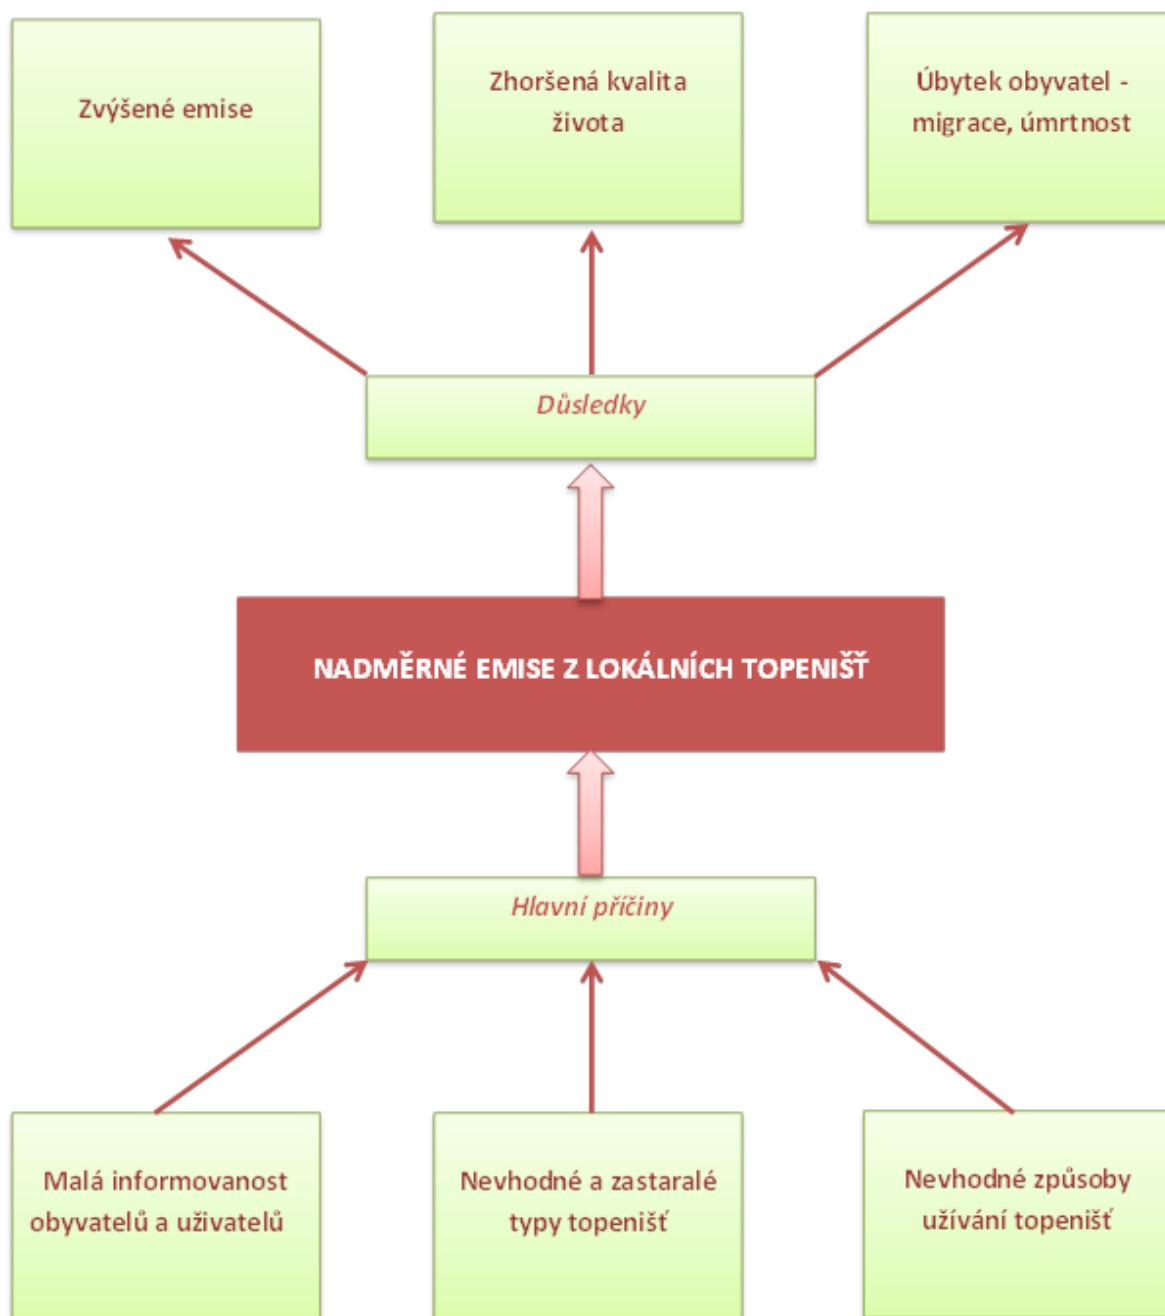 Zvýšené emise
Zhoršená kvalita
života
Úbytek obyvatel -
migrace, úmrtnost
Důsledky
NADMĚRNÉ EMISE Z LOKÁLNÍCH TOPENIŠŤ
Hlavní příčiny
Malá informovanost
obyvatelů a uživatelů
Nevhodné a zastaralé
typy topenišť
Nevhodné způsoby
užívání topenišť